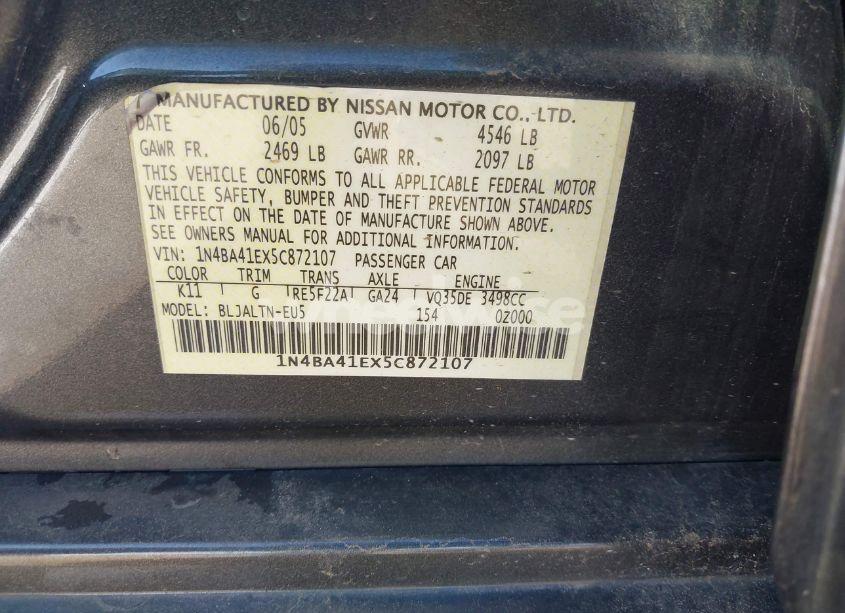 MANUFACTURED BY NISSAN MOTOR CO., LTD.
DATE 06/05 GVWR 4546 LB
GAWR FR. 2469 LB GAWR RR. 2097 LB
THIS VEHICLE CONFORMS TO ALL APPLICABLE FEDERAL MOTOR
VEHICLE SAFETY, BUMPER AND THEFT PREVENTION STANDARDS
IN EFFECT ON THE DATE OF MANUFACTURE SHOWN ABOVE.
SEE OWNERS MANUAL FOR ADDITIONAL INFORMATION.
VIN: 1N4BA41EX5C872107 PASSENGER CAR
COLOR TRIM TRANS AXLE ENGINE
K11 G RE5F22A GA24 VQ35DE 3498CC
MODEL: BLJALTN-EU5 154 0Z000
1N4BA41EX5C872107